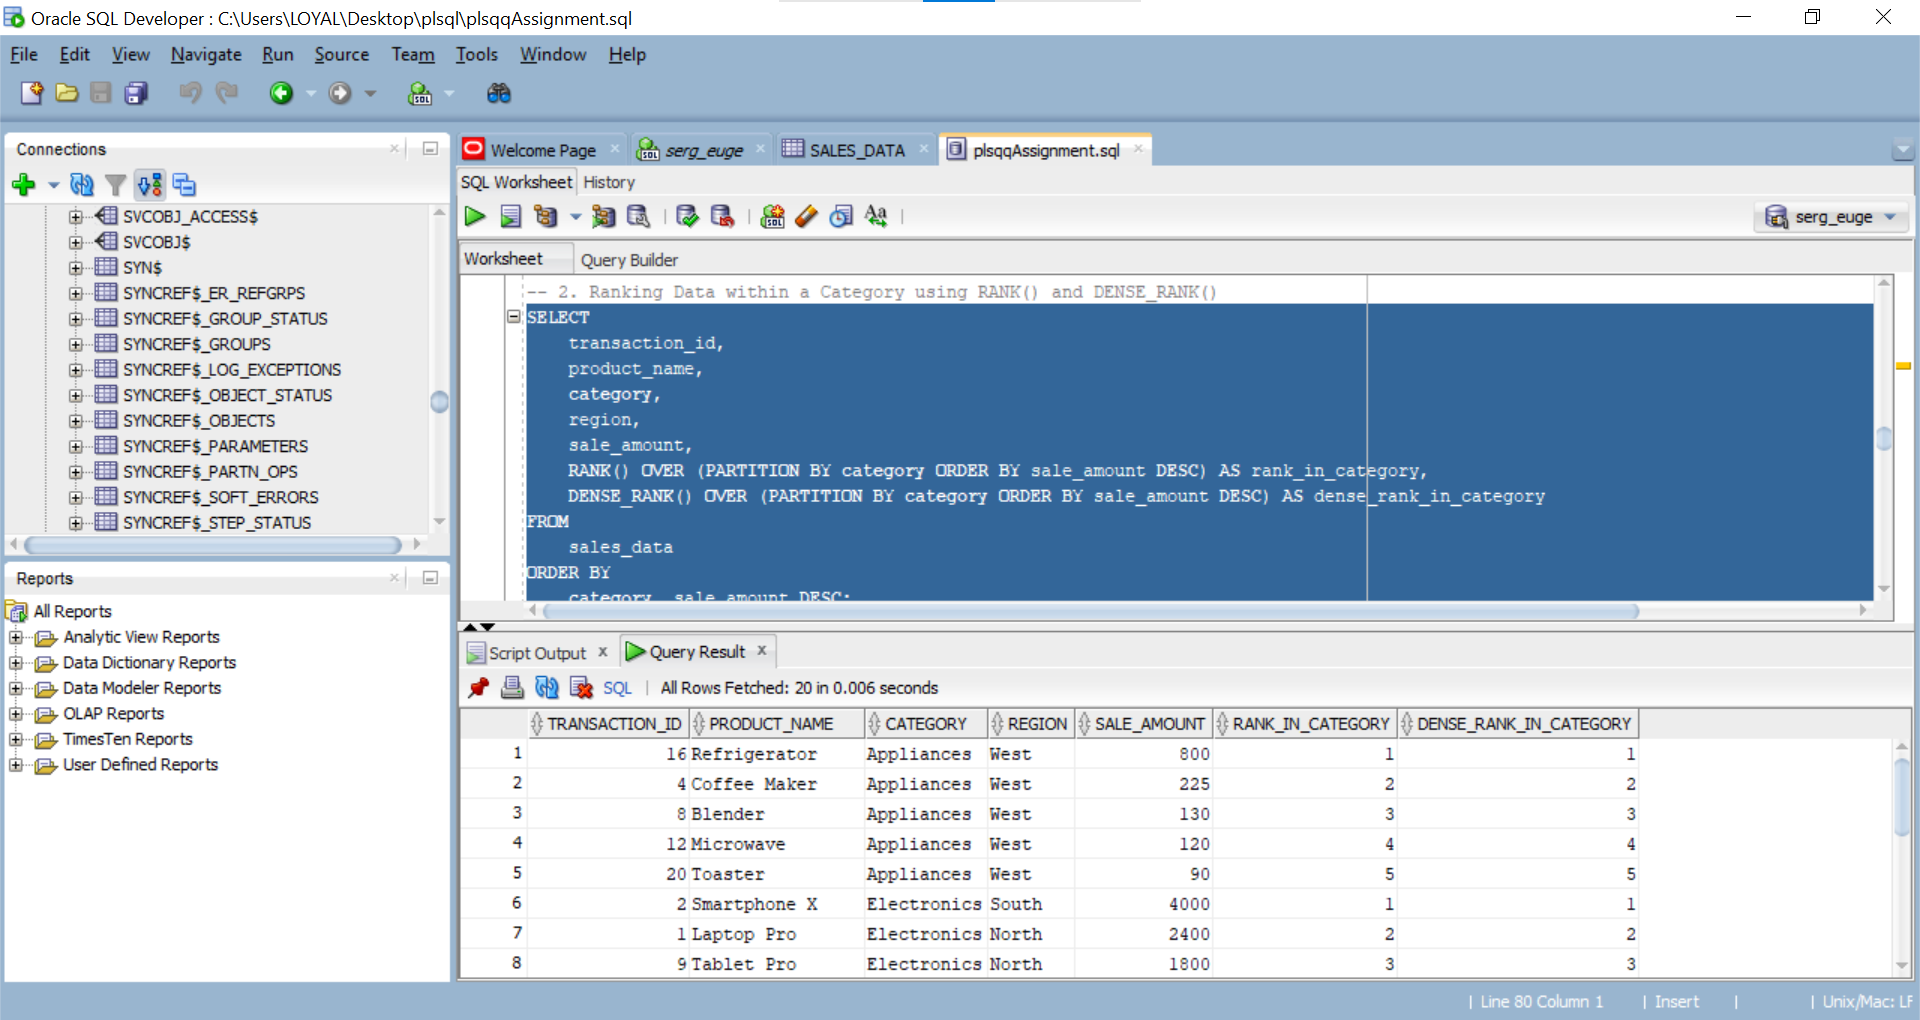 Oracle SQL Developer : C:\Users\LOYAL\Desktop\plsql\plsqqAssignment.sql
File Edit View Navigate Run Source Team Tools Window Help
Connections
SVCOBJ_ACCESS$
SVCOBJ$
SYN$
SYNCREF$_ER_REFGRPS
SYNCREF$_GROUP_STATUS
SYNCREF$_GROUPS
SYNCREF$_LOG_EXCEPTIONS
SYNCREF$_OBJECT_STATUS
SYNCREF$_OBJECTS
SYNCREF$_PARAMETERS
SYNCREF$_PARTN_OPS
SYNCREF$_SOFT_ERRORS
SYNCREF$_STEP_STATUS
Reports
All Reports
Analytic View Reports
Data Dictionary Reports
Data Modeler Reports
OLAP Reports
TimesTen Reports
User Defined Reports
Welcome Page serg_euge SALES_DATA plsqqAssignment.sql
SQL Worksheet History
serg_euge
Worksheet Query Builder
-- 2. Ranking Data within a Category using RANK() and DENSE_RANK()
SELECT
transaction_id,
product_name,
category,
region,
sale_amount,
RANK() OVER (PARTITION BY category ORDER BY sale_amount DESC) AS rank_in_category,
DENSE_RANK() OVER (PARTITION BY category ORDER BY sale_amount DESC) AS dense_rank_in_category
FROM
sales_data
ORDER BY
category, sale_amount DESC;
Script Output x Query Result x
SQL | All Rows Fetched: 20 in 0.006 seconds
TRANSACTION_ID PRODUCT_NAME CATEGORY REGION SALE_AMOUNT RANK_IN_CATEGORY DENSE_RANK_IN_CATEGORY
1 16 Refrigerator Appliances West 800 1 1
2 4 Coffee Maker Appliances West 225 2 2
3 8 Blender Appliances West 130 3 3
4 12 Microwave Appliances West 120 4 4
5 20 Toaster Appliances West 90 5 5
6 2 Smartphone X Electronics South 4000 1 1
7 1 Laptop Pro Electronics North 2400 2 2
8 9 Tablet Pro Electronics North 1800 3 3
| Line 80 Column 1 | Insert | | Unix/Mac: LF